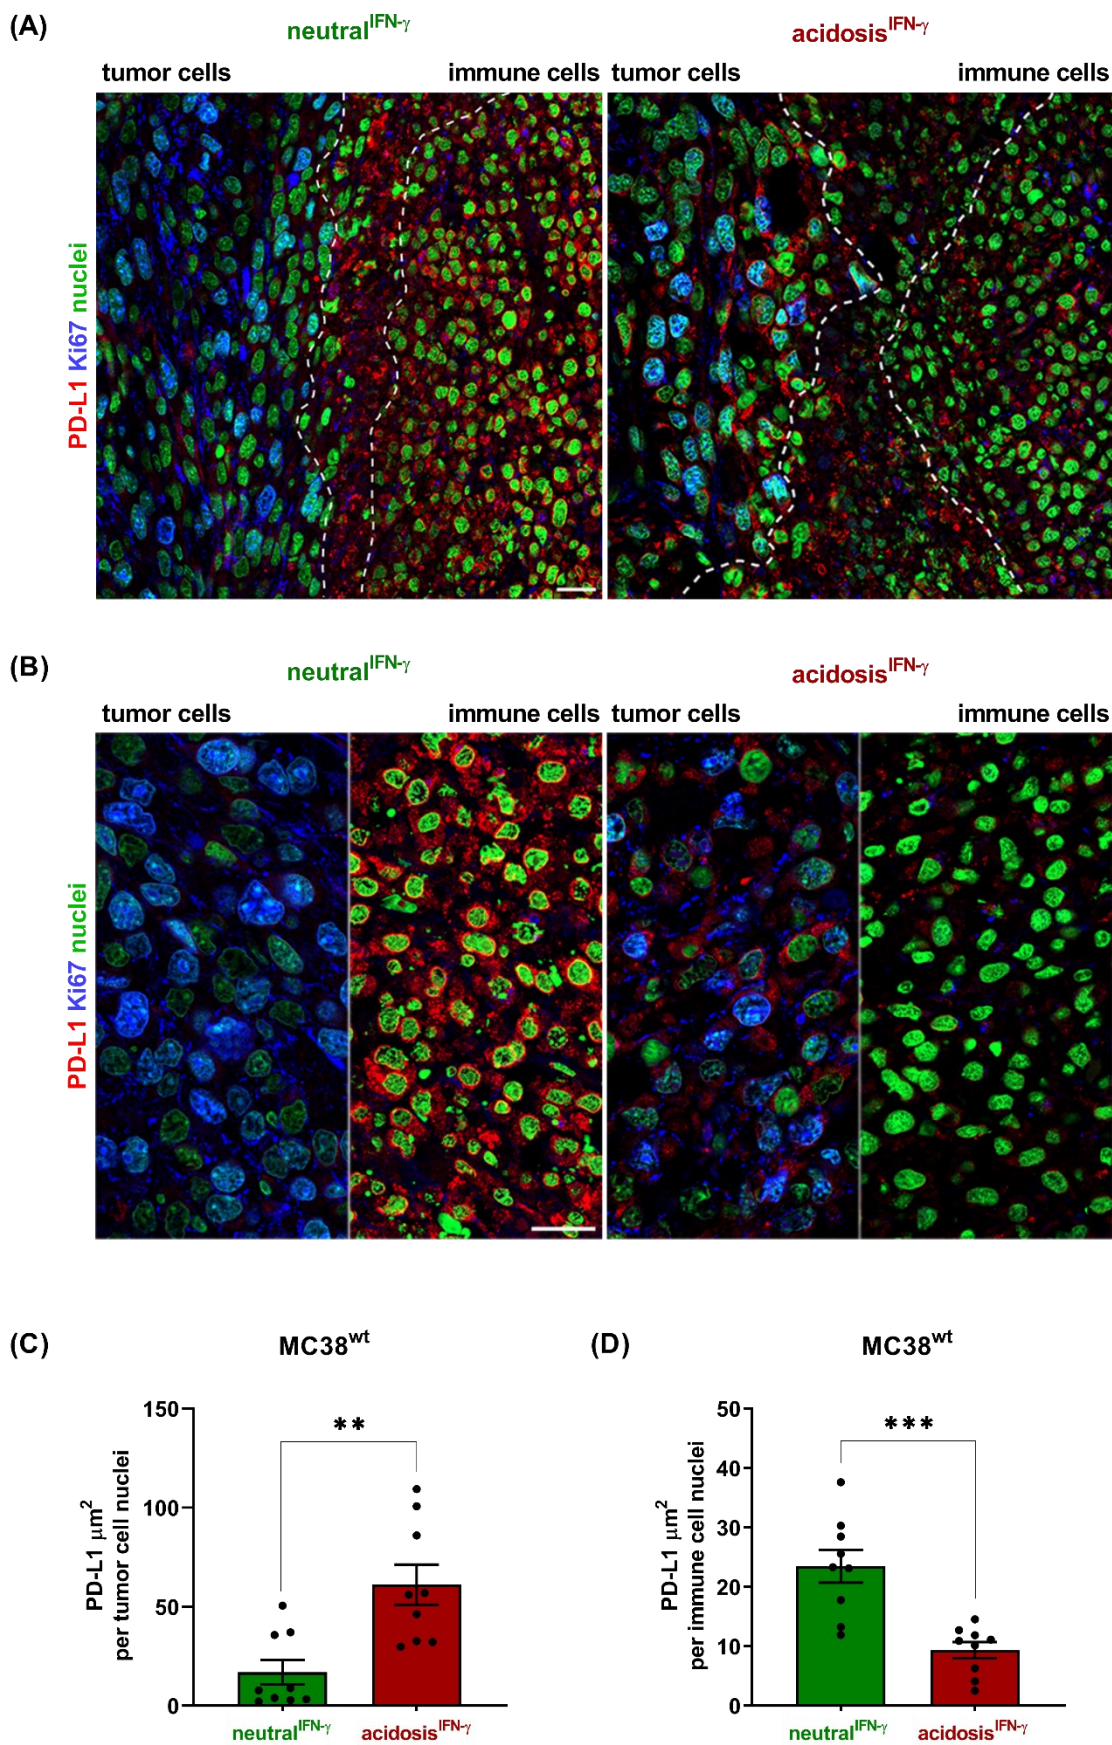 (A)
neutral^IFN-γ acidosis^IFN-γ
tumor cells immune cells tumor cells immune cells
PD-L1 Ki67 nuclei
(B)
neutral^IFN-γ acidosis^IFN-γ
tumor cells immune cells tumor cells immune cells
PD-L1 Ki67 nuclei
(C)
MC38^wt
PD-L1 μm²
per tumor cell nuclei
150
100
50
0
**
neutral^IFN-γ acidosis^IFN-γ
(D)
MC38^wt
PD-L1 μm²
per immune cell nuclei
50
40
30
20
10
0
***
neutral^IFN-γ acidosis^IFN-γ